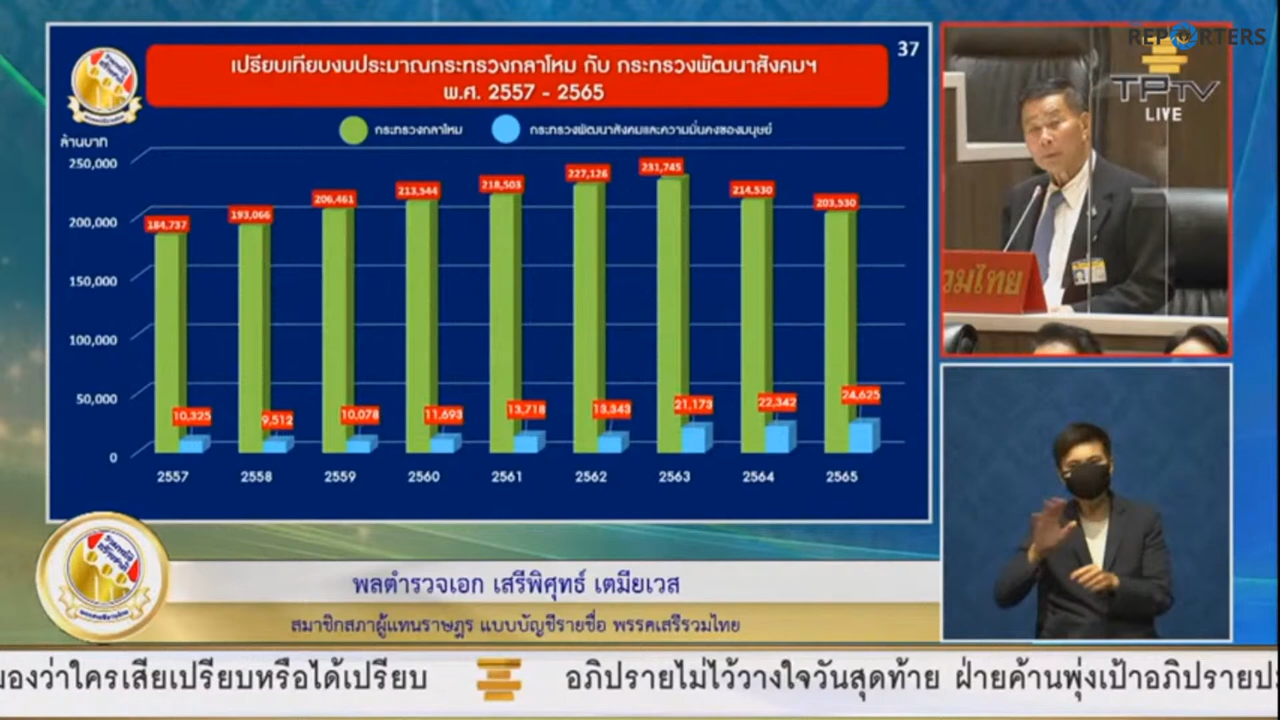 เปรียบเทียบงบประมาณกระทรวงกลาโหม กับ กระทรวงพัฒนาสังคมฯ
พ.ศ. 2557 - 2565
37
กระทรวงกลาโหม
กระทรวงพัฒนาสังคมและความมั่นคงของมนุษย์
ล้านบาท
250,000
200,000
150,000
100,000
50,000
0
184,737
193,066
206,461
213,544
218,503
227,126
231,745
214,530
203,530
10,325
9,512
10,078
11,693
13,718
13,343
21,173
22,342
24,625
2557
2558
2559
2560
2561
2562
2563
2564
2565
REPORTERS
TPTV
LIVE
รวมไทย
พลตำรวจเอก เสรีพิศุทธ์ เตมียเวส
สมาชิกสภาผู้แทนราษฎร แบบบัญชีรายชื่อ พรรคเสรีรวมไทย
มองว่าใครเสียเปรียบหรือได้เปรียบ
อภิปรายไม่ไว้วางใจวันสุดท้าย ฝ่ายค้านพุ่งเป้าอภิปราย